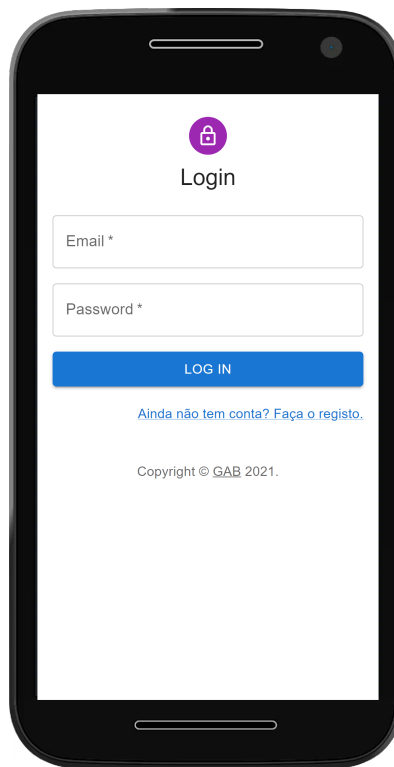 Login
Email *
Password *
LOG IN
Ainda não tem conta? Faça o registo.
Copyright © GAB 2021.